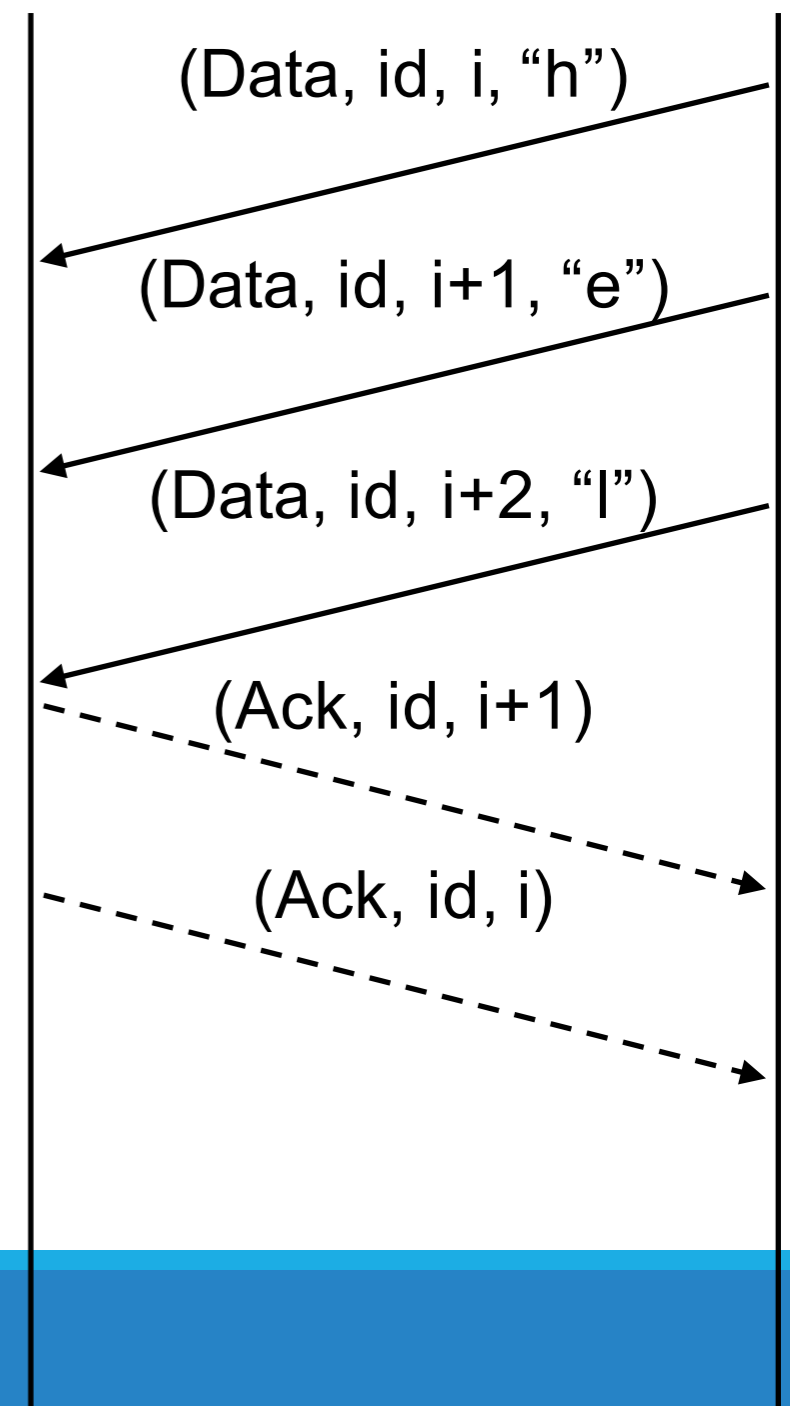 (Data, id, i, “h”)
(Data, id, i+1, “e”)
(Data, id, i+2, “l”)
(Ack, id, i+1)
(Ack, id, i)